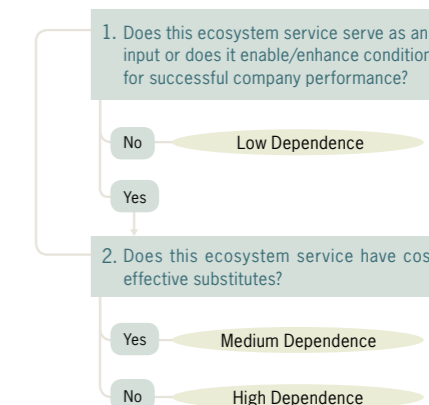 1. Does this ecosystem service serve as an
input or does it enable/enhance condition
for successful company performance?
No
Low Dependence
Yes
2. Does this ecosystem service have cos
effective substitutes?
Yes
Medium Dependence
No
High Dependence